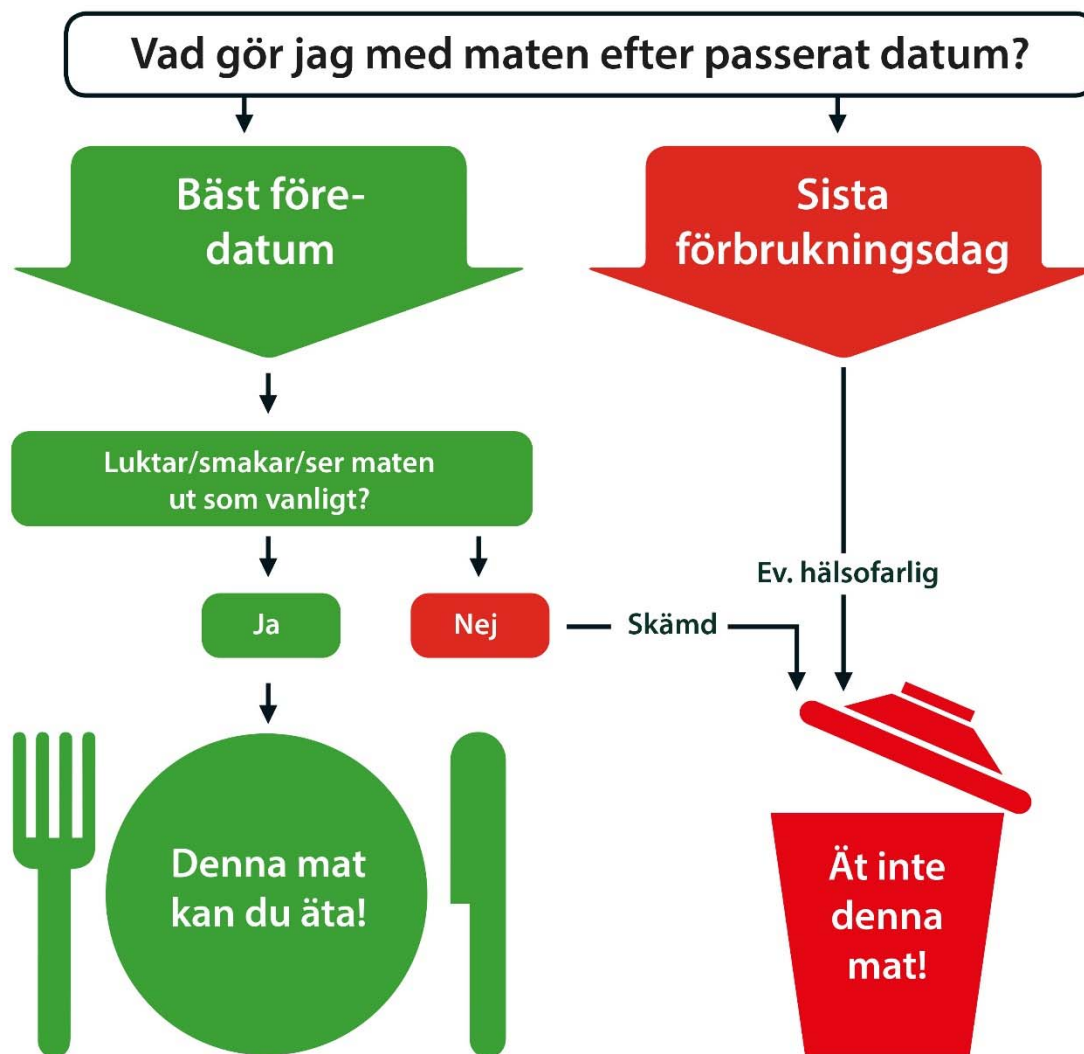 Vad gör jag med maten efter passerat datum?
Bäst före-
datum
Sista
förbrukningsdag
Luktar/smakar/ser maten
ut som vanligt?
Ev. hälsofarlig
Ja
Nej
Skämd
Denna mat
kan du äta!
Ät inte
denna
mat!